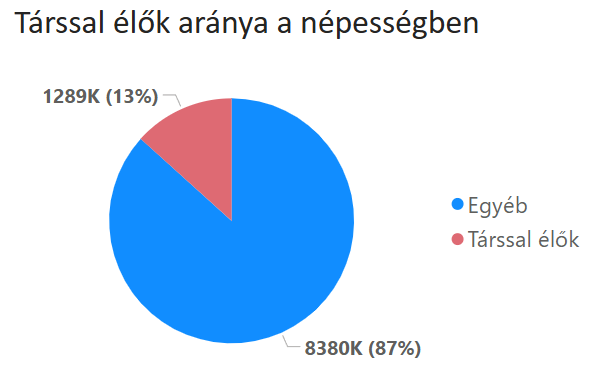 Társsal élők aránya a népességben
1289K (13%)
Egyéb
Társsal élők
8380K (87%)